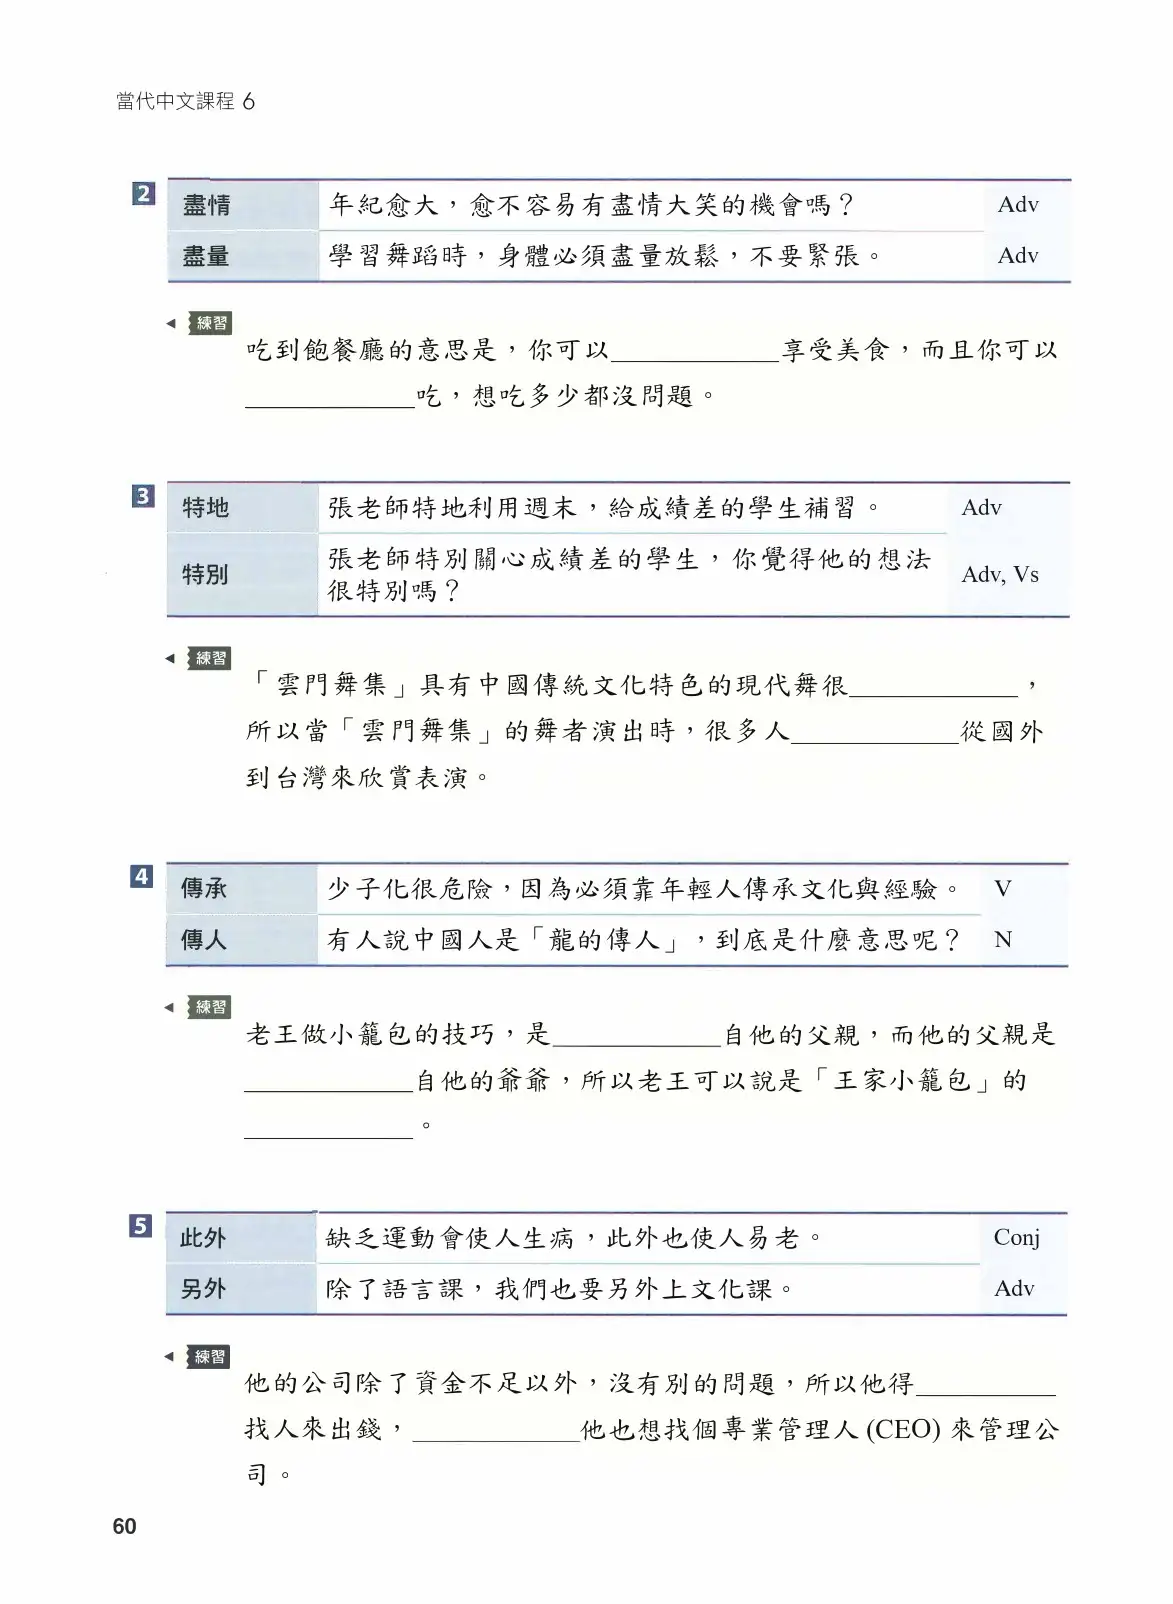 當代中文課程 6
2
盡情 年紀愈大，愈不容易有盡情大笑的機會嗎？ Adv
盡量 學習舞蹈時，身體必須盡量放鬆，不要緊張。 Adv
練習
吃到飽餐廳的意思是，你可以____________享受美食，而且你可以
____________吃，想吃多少都沒問題。
3
特地 張老師特地利用週末，給成績差的學生補習。 Adv
特別 張老師特別關心成績差的學生，你覺得他的想法
很特別嗎？ Adv, Vs
練習
「雲門舞集」具有中國傳統文化特色的現代舞很____________，
所以當「雲門舞集」的舞者演出時，很多人____________從國外
到台灣來欣賞表演。
4
傳承 少子化很危險，因為必須靠年輕人傳承文化與經驗。 V
傳人 有人說中國人是「龍的傳人」，到底是什麼意思呢？ N
練習
老王做小籠包的技巧，是____________自他的父親，而他的父親是
____________自他的爺爺，所以老王可以說是「王家小籠包」的
____________。
5
此外 缺乏運動會使人生病，此外也使人易老。 Conj
另外 除了語言課，我們也要另外上文化課。 Adv
練習
他的公司除了資金不足以外，沒有別的問題，所以他得__________
找人來出錢，____________他也想找個專業管理人 (CEO) 來管理公
司。
60